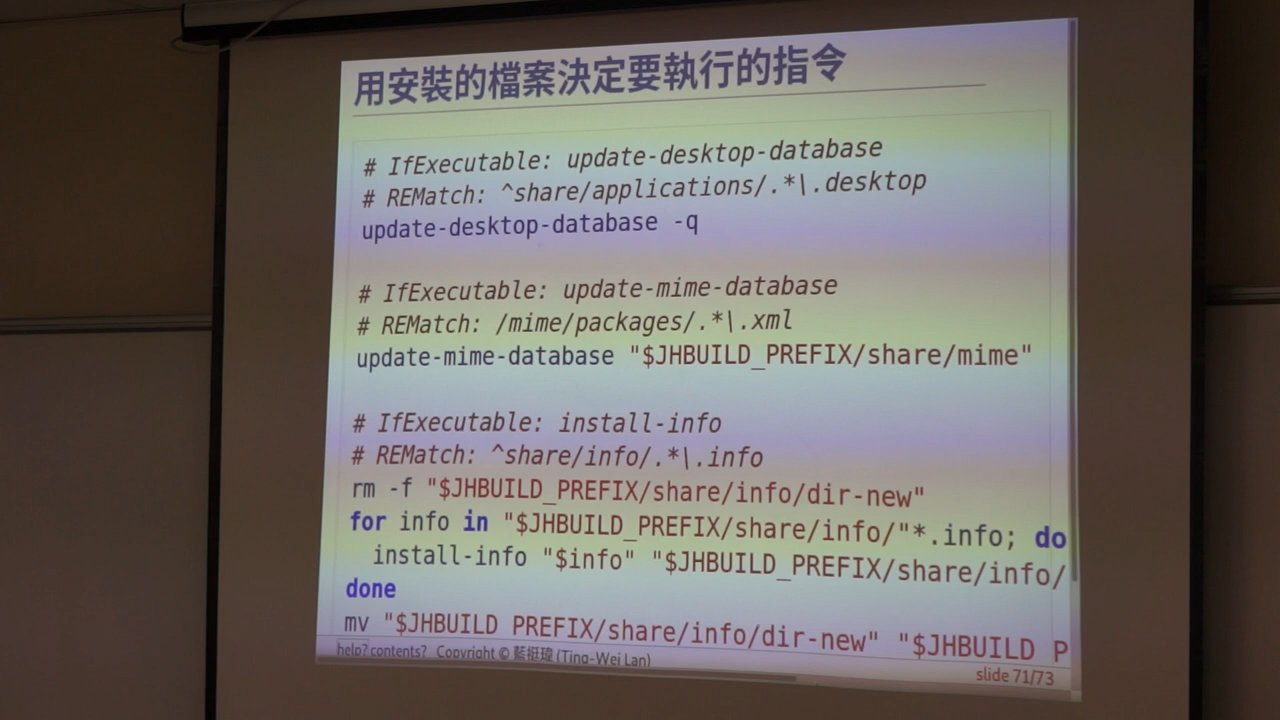 用安裝的檔案決定要執行的指令
# IfExecutable: update-desktop-database
# REMatch: ^share/applications/.*\.desktop
update-desktop-database -q
# IfExecutable: update-mime-database
# REMatch: /mime/packages/.*\.xml
update-mime-database "$JHBUILD_PREFIX/share/mime"
# IfExecutable: install-info
# REMatch: ^share/info/.*\.info
rm -f "$JHBUILD_PREFIX/share/info/dir-new"
for info in "$JHBUILD_PREFIX/share/info/"*.info; do
  install-info "$info" "$JHBUILD_PREFIX/share/info/
done
mv "$JHBUILD_PREFIX/share/info/dir-new" "$JHBUILD_P
help? contents? Copyright © 藍挺瑋 (Ting-Wei Lan)
slide 71/73